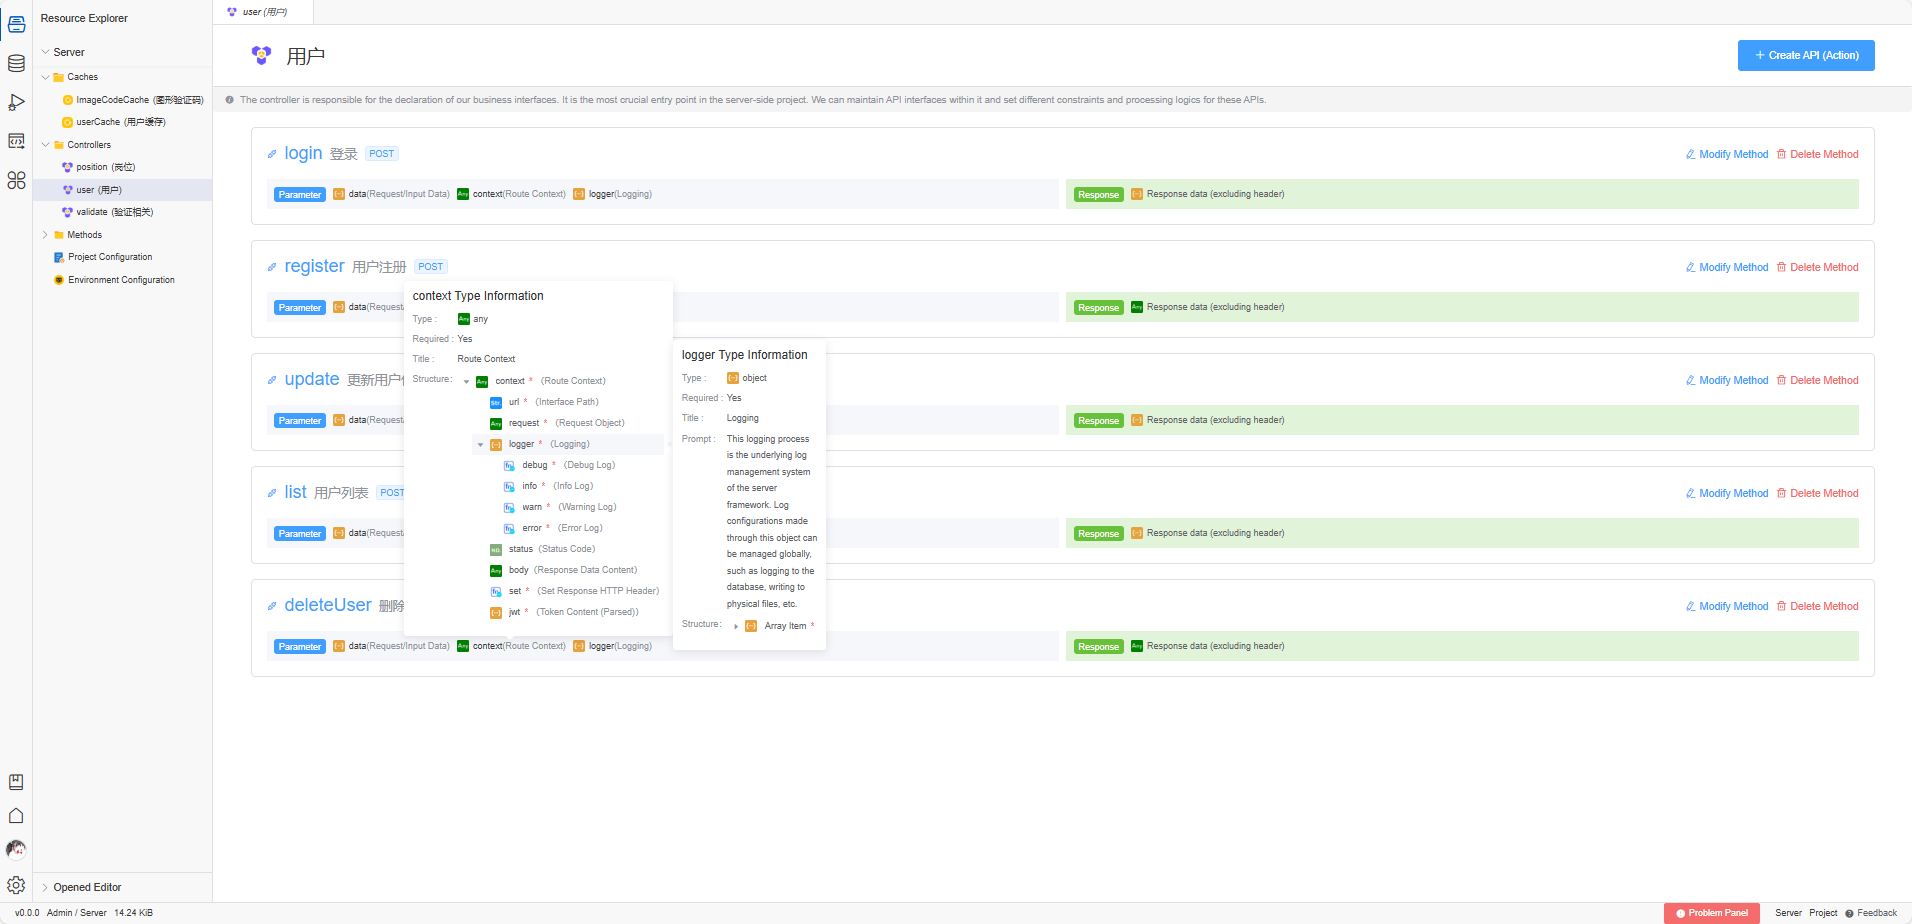 Resource Explorer
Server
Caches
ImageCodeCache (图形验证码)
userCache (用户缓存)
Controllers
position (岗位)
user (用户)
validate (验证相关)
Methods
Project Configuration
Environment Configuration
Opened Editor
user (用户)
用户
Create API (Action)
The controller is responsible for the declaration of our business interfaces. It is the most crucial entry point in the server-side project. We can maintain API interfaces within it and set different constraints and processing logics for these APIs.
login 登录 POST
Modify Method Delete Method
Parameter data(Request/Input Data) Any context(Route Context) logger(Logging)
Response Response data (excluding header)
register 用户注册 POST
Modify Method Delete Method
Parameter data(Reques
Response Any Response data (excluding header)
update 更新用户
Modify Method Delete Method
Parameter data(Reques
Response Response data (excluding header)
list 用户列表 POST
Modify Method Delete Method
Parameter data(Reques
Response Response data (excluding header)
deleteUser 删除
Modify Method Delete Method
Parameter data(Request/Input Data) Any context(Route Context) logger(Logging)
Response Any Response data (excluding header)
context Type Information
Type : Any any
Required : Yes
Title : Route Context
Structure : Any context * (Route Context)
Str. url * (Interface Path)
Any request * (Request Object)
logger * (Logging)
debug * (Debug Log)
info * (Info Log)
warn * (Warning Log)
error * (Error Log)
NO. status (Status Code)
Any body (Response Data Content)
set * (Set Response HTTP Header)
jwt * (Token Content (Parsed))
logger Type Information
Type : object
Required : Yes
Title : Logging
Prompt : This logging process
is the underlying log
management system
of the server
framework. Log
configurations made
through this object can
be managed globally,
such as logging to the
database, writing to
physical files, etc.
Structure : Array Item *
v0.0.0 Admin / Server 14.24 KiB
Problem Panel Server Project Feedback